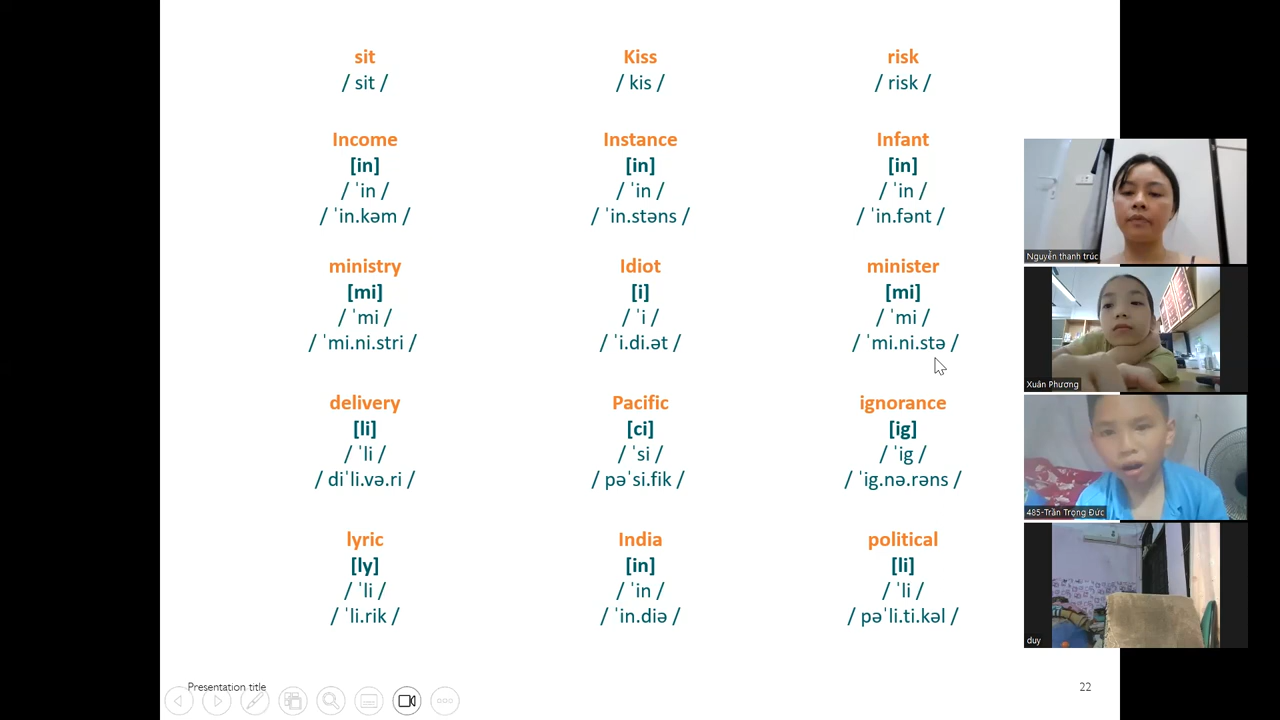 sit
/ sit /
Kiss
/ kis /
risk
/ risk /
Income
[in]
/ ˈin /
/ ˈin.kəm /
Instance
[in]
/ ˈin /
/ ˈin.stəns /
Infant
[in]
/ ˈin /
/ ˈin.fənt /
ministry
[mi]
/ ˈmi /
/ ˈmi.ni.stri /
Idiot
[i]
/ ˈi /
/ ˈi.di.ət /
minister
[mi]
/ ˈmi /
/ ˈmi.ni.stə /
delivery
[li]
/ ˈli /
/ diˈli.və.ri /
Pacific
[ci]
/ ˈsi /
/ pəˈsi.fik /
ignorance
[ig]
/ ˈig /
/ ˈig.nə.rəns /
lyric
[ly]
/ ˈli /
/ ˈli.rik /
India
[in]
/ ˈin /
/ ˈin.diə /
political
[li]
/ ˈli /
/ pəˈli.ti.kəl /
Presentation title
22
Nguyễn thanh trúc
Xuân Phương
485-Trần Trọng Đức
duy